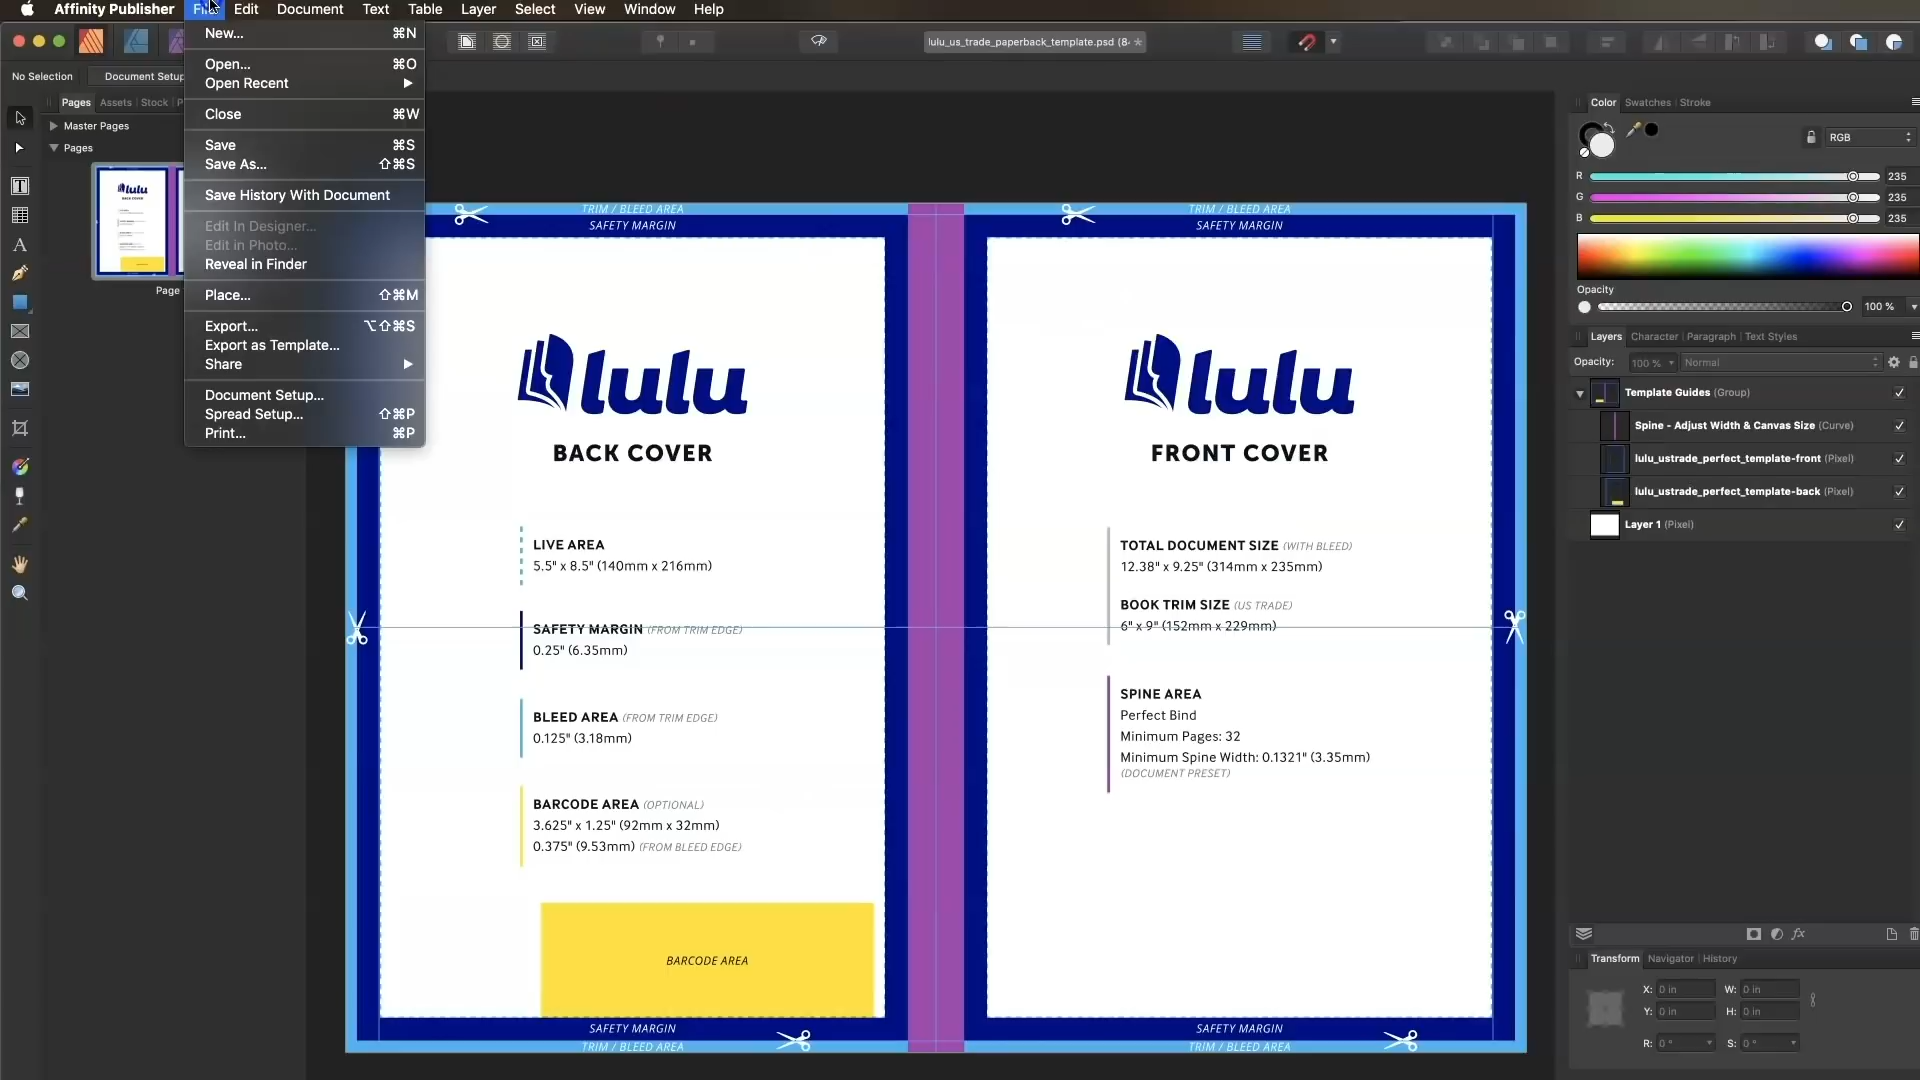 Affinity Publisher File Edit Document Text Table Layer Select View Window Help
lulu_us_trade_paperback_template.psd (8
No Selection
Document Setup
Pages Assets Stock
Master Pages
Pages
lulu
BACK COVER
Page
New... ⌘N
Open... ⌘O
Open Recent
Close ⌘W
Save ⌘S
Save As... ⇧⌘S
Save History With Document
Edit In Designer...
Edit in Photo...
Reveal in Finder
Place... ⇧⌘M
Export... ⌥⇧⌘S
Export as Template...
Share
Document Setup...
Spread Setup... ⇧⌘P
Print... ⌘P
TRIM / BLEED AREA
SAFETY MARGIN
lulu
BACK COVER
LIVE AREA
5.5" x 8.5" (140mm x 216mm)
SAFETY MARGIN (FROM TRIM EDGE)
0.25" (6.35mm)
BLEED AREA (FROM TRIM EDGE)
0.125" (3.18mm)
BARCODE AREA (OPTIONAL)
3.625" x 1.25" (92mm x 32mm)
0.375" (9.53mm) (FROM BLEED EDGE)
BARCODE AREA
SAFETY MARGIN
TRIM / BLEED AREA
TRIM / BLEED AREA
SAFETY MARGIN
lulu
FRONT COVER
TOTAL DOCUMENT SIZE (WITH BLEED)
12.38" x 9.25" (314mm x 235mm)
BOOK TRIM SIZE (US TRADE)
6" x 9" (152mm x 229mm)
SPINE AREA
Perfect Bind
Minimum Pages: 32
Minimum Spine Width: 0.1321" (3.35mm)
(DOCUMENT PRESET)
SAFETY MARGIN
TRIM / BLEED AREA
Color Swatches Stroke
RGB
R 235
G 235
B 235
Opacity
100 %
Layers Character Paragraph Text Styles
Opacity: 100 % Normal
Template Guides (Group)
Spine - Adjust Width & Canvas Size (Curve)
lulu_ustrade_perfect_template-front (Pixel)
lulu_ustrade_perfect_template-back (Pixel)
Layer 1 (Pixel)
fx
Transform Navigator History
X: 0 in W: 0 in
Y: 0 in H: 0 in
R: 0 ° S: 0 °